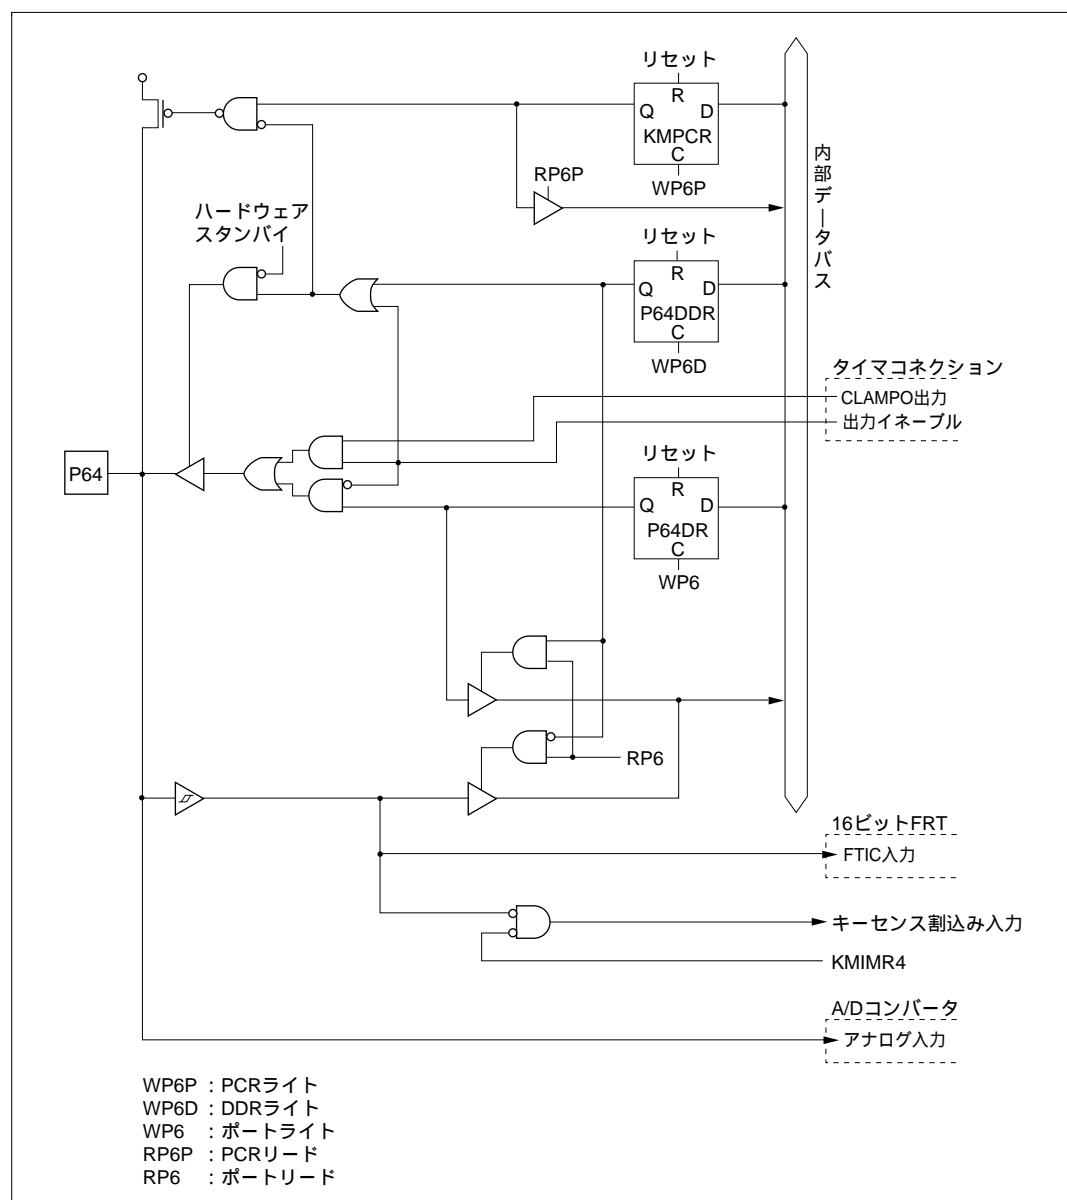 リセット
R
Q
D
KMPCR
C
WP6P
RP6P
内部データバス
ハードウェア
スタンバイ
リセット
R
Q
D
P64DDR
C
WP6D
タイマコネクション
CLAMPO出力
出力イネーブル
P64
リセット
R
Q
D
P64DR
C
WP6
RP6
16ビットFRT
FTIC入力
キーセンス割込み入力
KMIMR4
A/Dコンバータ
アナログ入力
WP6P : PCRライト
WP6D : DDRライト
WP6 : ポートライト
RP6P : PCRリード
RP6 : ポートリード